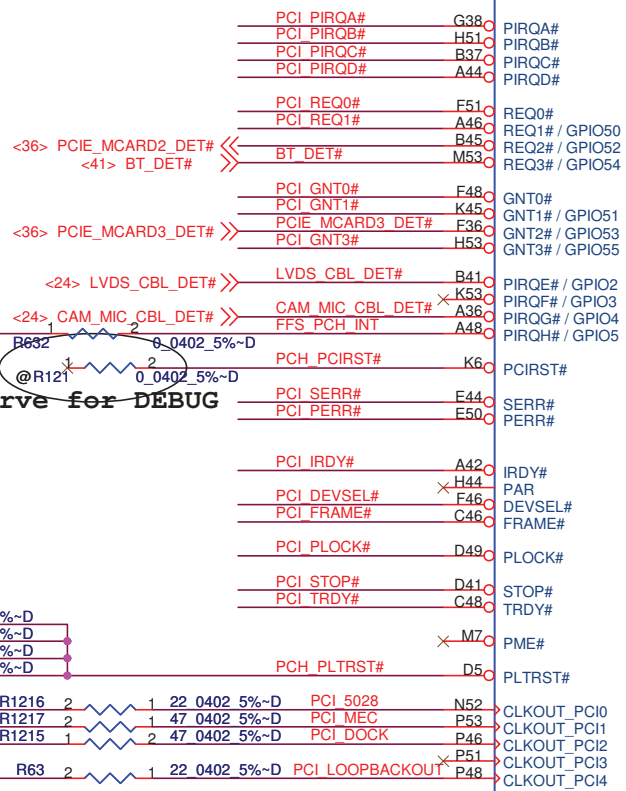 PCI_PIRQA# G38 PIRQA#
PCI_PIRQB# H51 PIRQB#
PCI_PIRQC# B37 PIRQC#
PCI_PIRQD# A44 PIRQD#
PCI_REQ0# F51 REQ0#
PCI_REQ1# A46 REQ1# / GPIO50
<36> PCIE_MCARD2_DET# B45 REQ2# / GPIO52
<41> BT_DET# BT_DET# M53 REQ3# / GPIO54
PCI_GNT0# F48 GNT0#
PCI_GNT1# K45 GNT1# / GPIO51
<36> PCIE_MCARD3_DET# PCIE_MCARD3_DET# F36 GNT2# / GPIO53
PCI_GNT3# H53 GNT3# / GPIO55
<24> LVDS_CBL_DET# LVDS_CBL_DET# B41 PIRQE# / GPIO2
K53 PIRQF# / GPIO3
<24> CAM_MIC_CBL_DET# CAM_MIC_CBL_DET# A36 PIRQG# / GPIO4
R632 1 2 0_0402_5%~D FFS_PCH_INT A48 PIRQH# / GPIO5
@R121 1 2 0_0402_5%~D PCH_PCIRST# K6 PCIRST#
rve for DEBUG
PCI_SERR# E44 SERR#
PCI_PERR# E50 PERR#
PCI_IRDY# A42 IRDY#
H44 PAR
PCI_DEVSEL# F46 DEVSEL#
PCI_FRAME# C46 FRAME#
PCI_PLOCK# D49 PLOCK#
PCI_STOP# D41 STOP#
PCI_TRDY# C48 TRDY#
%~D
%~D M7 PME#
%~D
%~D PCH_PLTRST# D5 PLTRST#
R1216 2 1 22_0402_5%~D PCI_5028 N52 CLKOUT_PCI0
R1217 2 1 47_0402_5%~D PCI_MEC P53 CLKOUT_PCI1
R1215 1 2 47_0402_5%~D PCI_DOCK P46 CLKOUT_PCI2
P51 CLKOUT_PCI3
R63 2 1 22_0402_5%~D PCI_LOOPBACKOUT P48 CLKOUT_PCI4